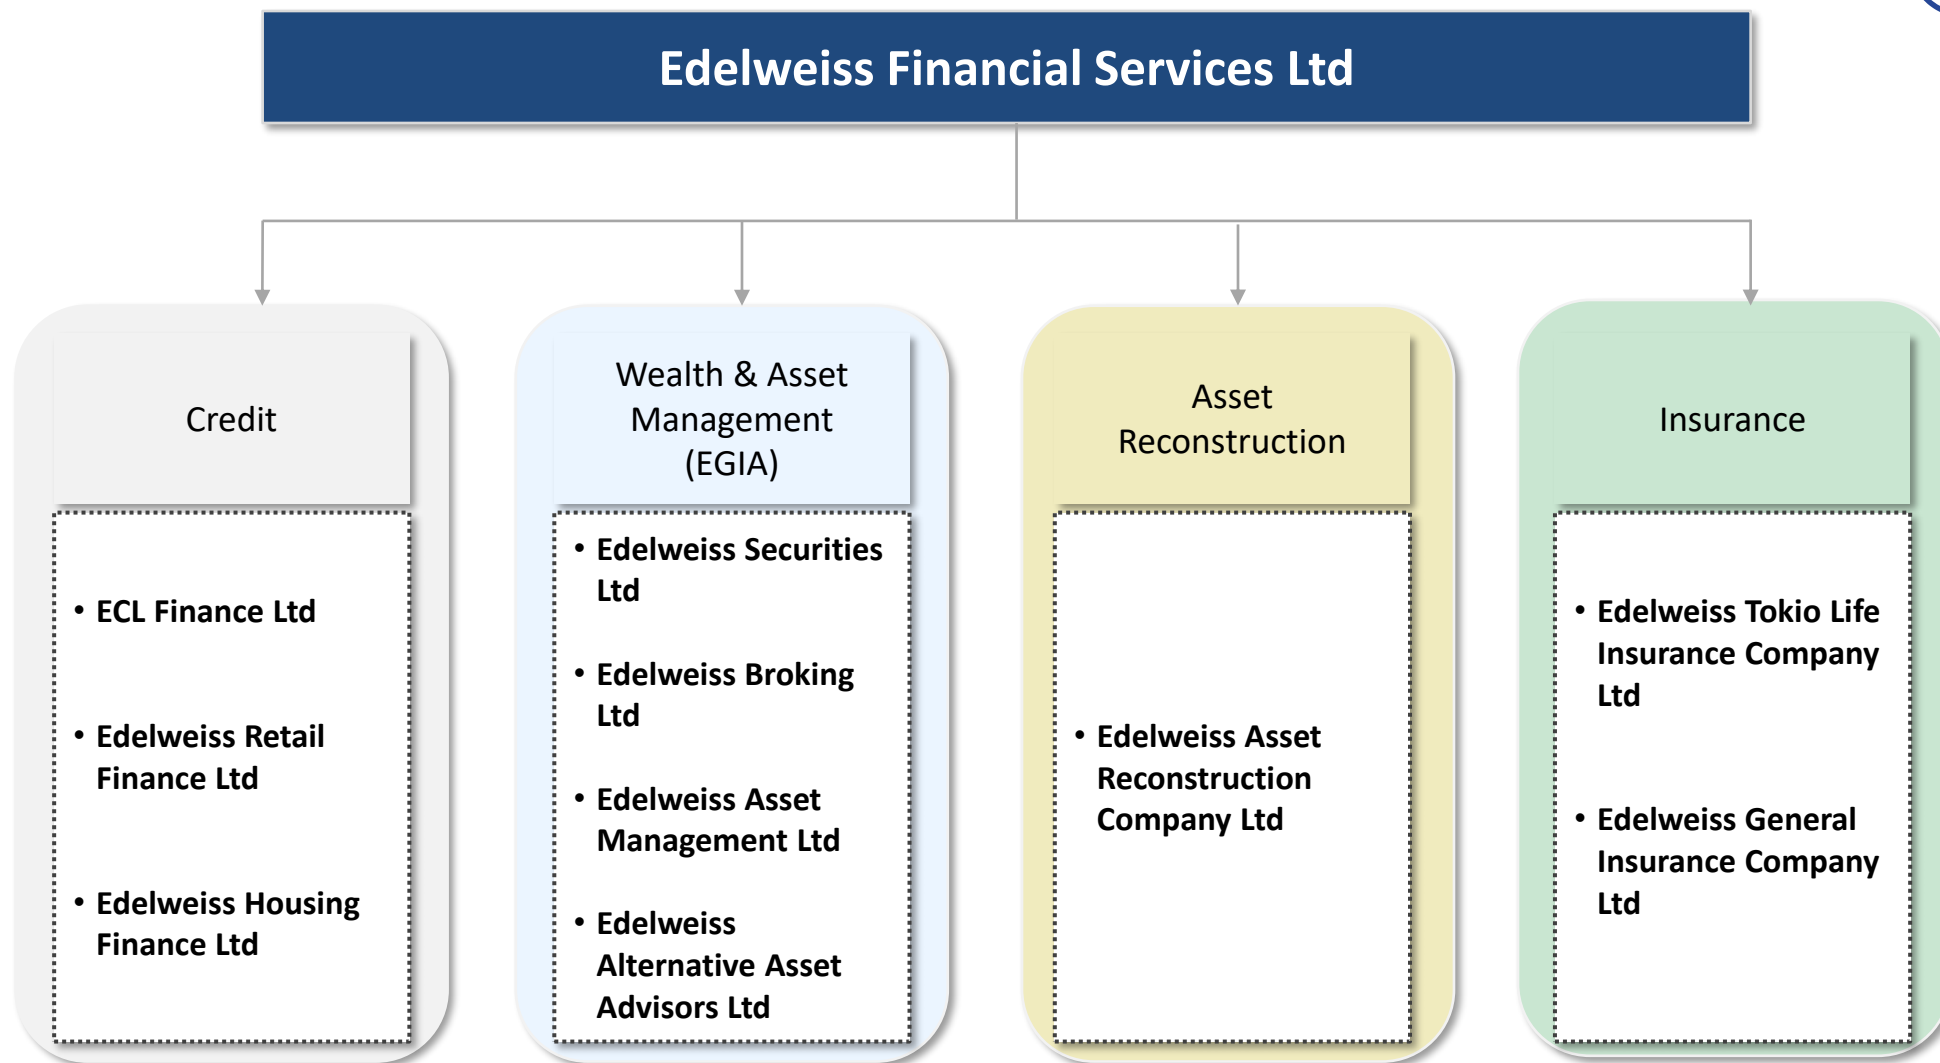 Edelweiss Financial Services Ltd
Credit
• ECL Finance Ltd
• Edelweiss Retail
Finance Ltd
• Edelweiss Housing
Finance Ltd
Wealth & Asset
Management
(EGIA)
• Edelweiss Securities
Ltd
• Edelweiss Broking
Ltd
• Edelweiss Asset
Management Ltd
• Edelweiss
Alternative Asset
Advisors Ltd
Asset
Reconstruction
• Edelweiss Asset
Reconstruction
Company Ltd
Insurance
• Edelweiss Tokio Life
Insurance Company
Ltd
• Edelweiss General
Insurance Company
Ltd